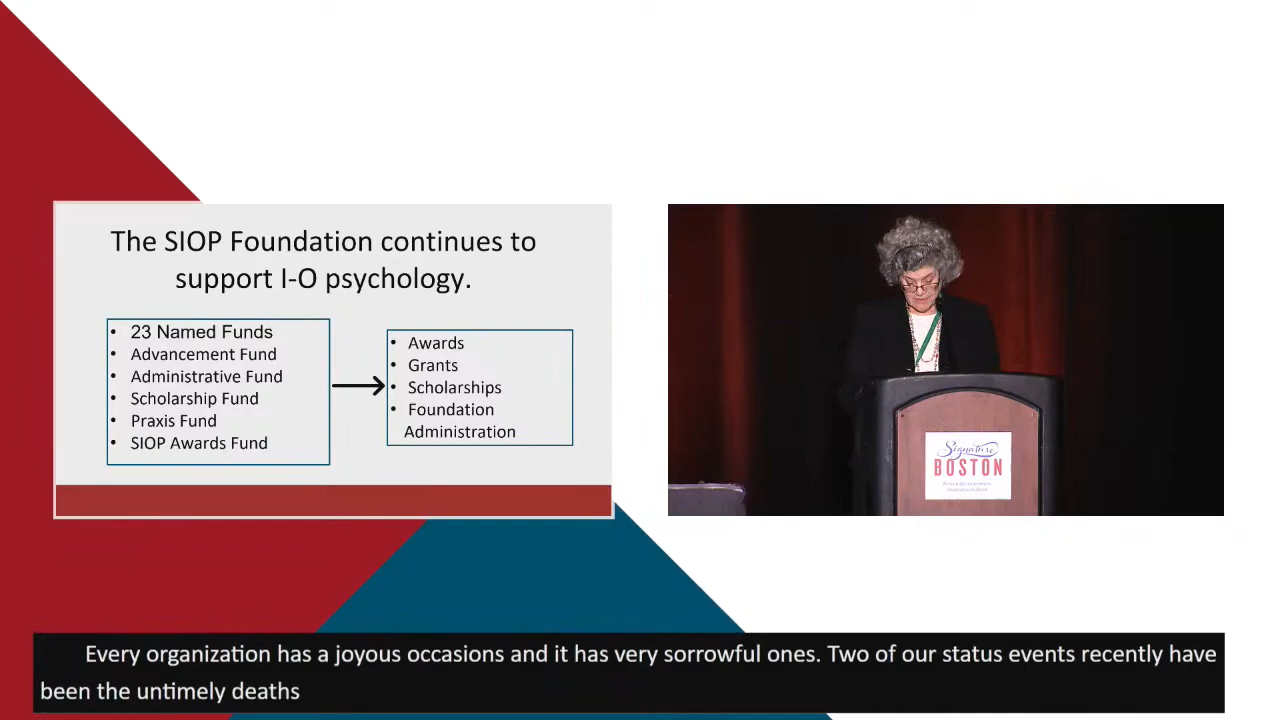 The SIOP Foundation continues to
support I-O psychology.
• 23 Named Funds
• Advancement Fund
• Administrative Fund
• Scholarship Fund
• Praxis Fund
• SIOP Awards Fund
• Awards
• Grants
• Scholarships
• Foundation
Administration
Signature
BOSTON
Every organization has a joyous occasions and it has very sorrowful ones. Two of our status events recently have
been the untimely deaths